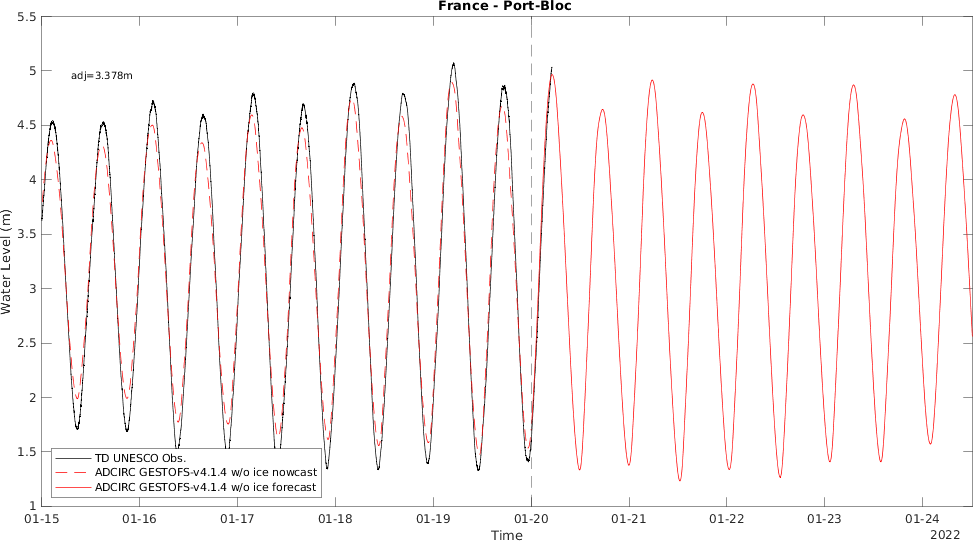 France - Port-Bloc
adj=3.378m
5.5
5
4.5
4
3.5
3
2.5
2
1.5
1
Water Level (m)
TD UNESCO Obs.
ADCIRC GESTOFS-v4.1.4 w/o ice nowcast
ADCIRC GESTOFS-v4.1.4 w/o ice forecast
01-15 01-16 01-17 01-18 01-19 01-20 01-21 01-22 01-23 01-24
Time
2022